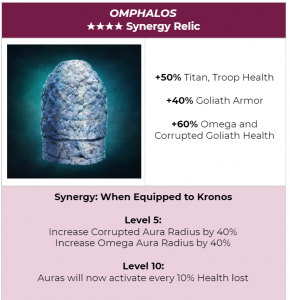 OMPHALOS
★★★★ Synergy Relic
+50% Titan, Troop Health
+40% Goliath Armor
+60% Omega and
Corrupted Goliath Health
Synergy: When Equipped to Kronos
Level 5:
Increase Corrupted Aura Radius by 40%
Increase Omega Aura Radius by 40%
Level 10:
Auras will now activate every 10% Health lost